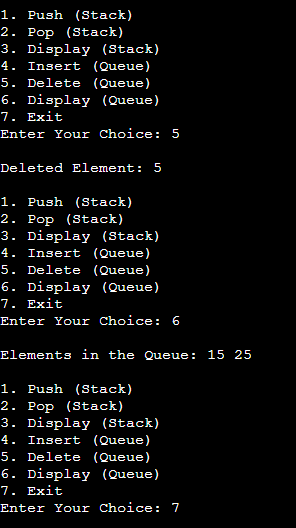 1. Push (Stack)
2. Pop (Stack)
3. Display (Stack)
4. Insert (Queue)
5. Delete (Queue)
6. Display (Queue)
7. Exit
Enter Your Choice: 5
Deleted Element: 5
1. Push (Stack)
2. Pop (Stack)
3. Display (Stack)
4. Insert (Queue)
5. Delete (Queue)
6. Display (Queue)
7. Exit
Enter Your Choice: 6
Elements in the Queue: 15 25
1. Push (Stack)
2. Pop (Stack)
3. Display (Stack)
4. Insert (Queue)
5. Delete (Queue)
6. Display (Queue)
7. Exit
Enter Your Choice: 7